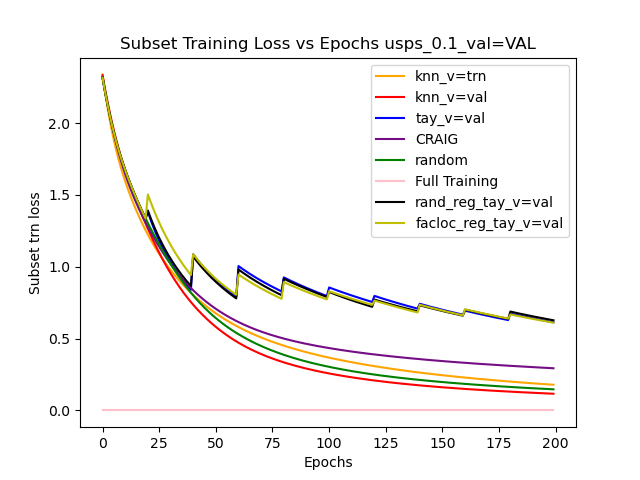 Subset Training Loss vs Epochs usps_0.1_val=VAL
knn_v=trn
knn_v=val
tay_v=val
CRAIG
random
Full Training
rand_reg_tay_v=val
facloc_reg_tay_v=val
Subset trn loss
2.0
1.5
1.0
0.5
0.0
0 25 50 75 100 125 150 175 200
Epochs